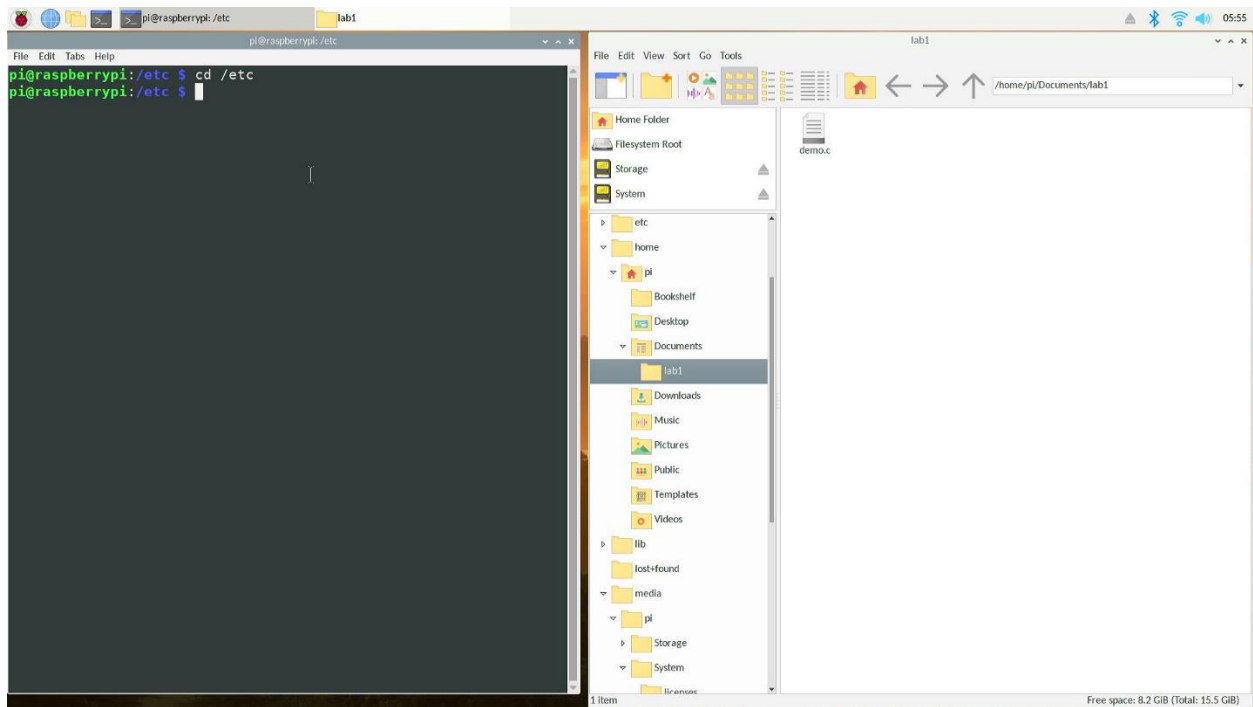 pi@raspberrypi: /etc
lab1
05:55
pi@raspberrypi: /etc
File Edit Tabs Help
pi@raspberrypi:/etc $ cd /etc
pi@raspberrypi:/etc $
lab1
File Edit View Sort Go Tools
/home/pi/Documents/lab1
Home Folder
Filesystem Root
Storage
System
etc
home
pi
Bookshelf
Desktop
Documents
lab1
Downloads
Music
Pictures
Public
Templates
Videos
lib
lost+found
media
pi
Storage
System
licenses
demo.c
1 item
Free space: 8.2 GiB (Total: 15.5 GiB)